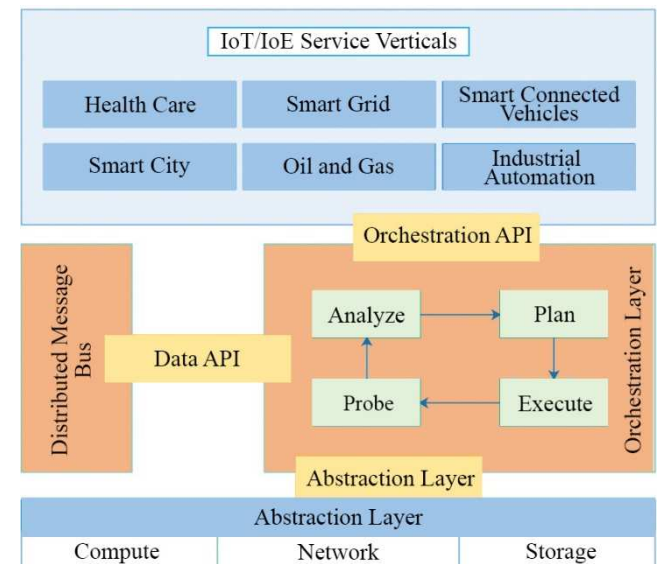 IoT/IoE Service Verticals
Health Care
Smart Grid
Smart Connected
Vehicles
Smart City
Oil and Gas
Industrial
Automation
Orchestration API
Distributed Message
Bus
Data API
Analyze
Plan
Probe
Execute
Orchestration Layer
Abstraction Layer
Abstraction Layer
Compute
Network
Storage